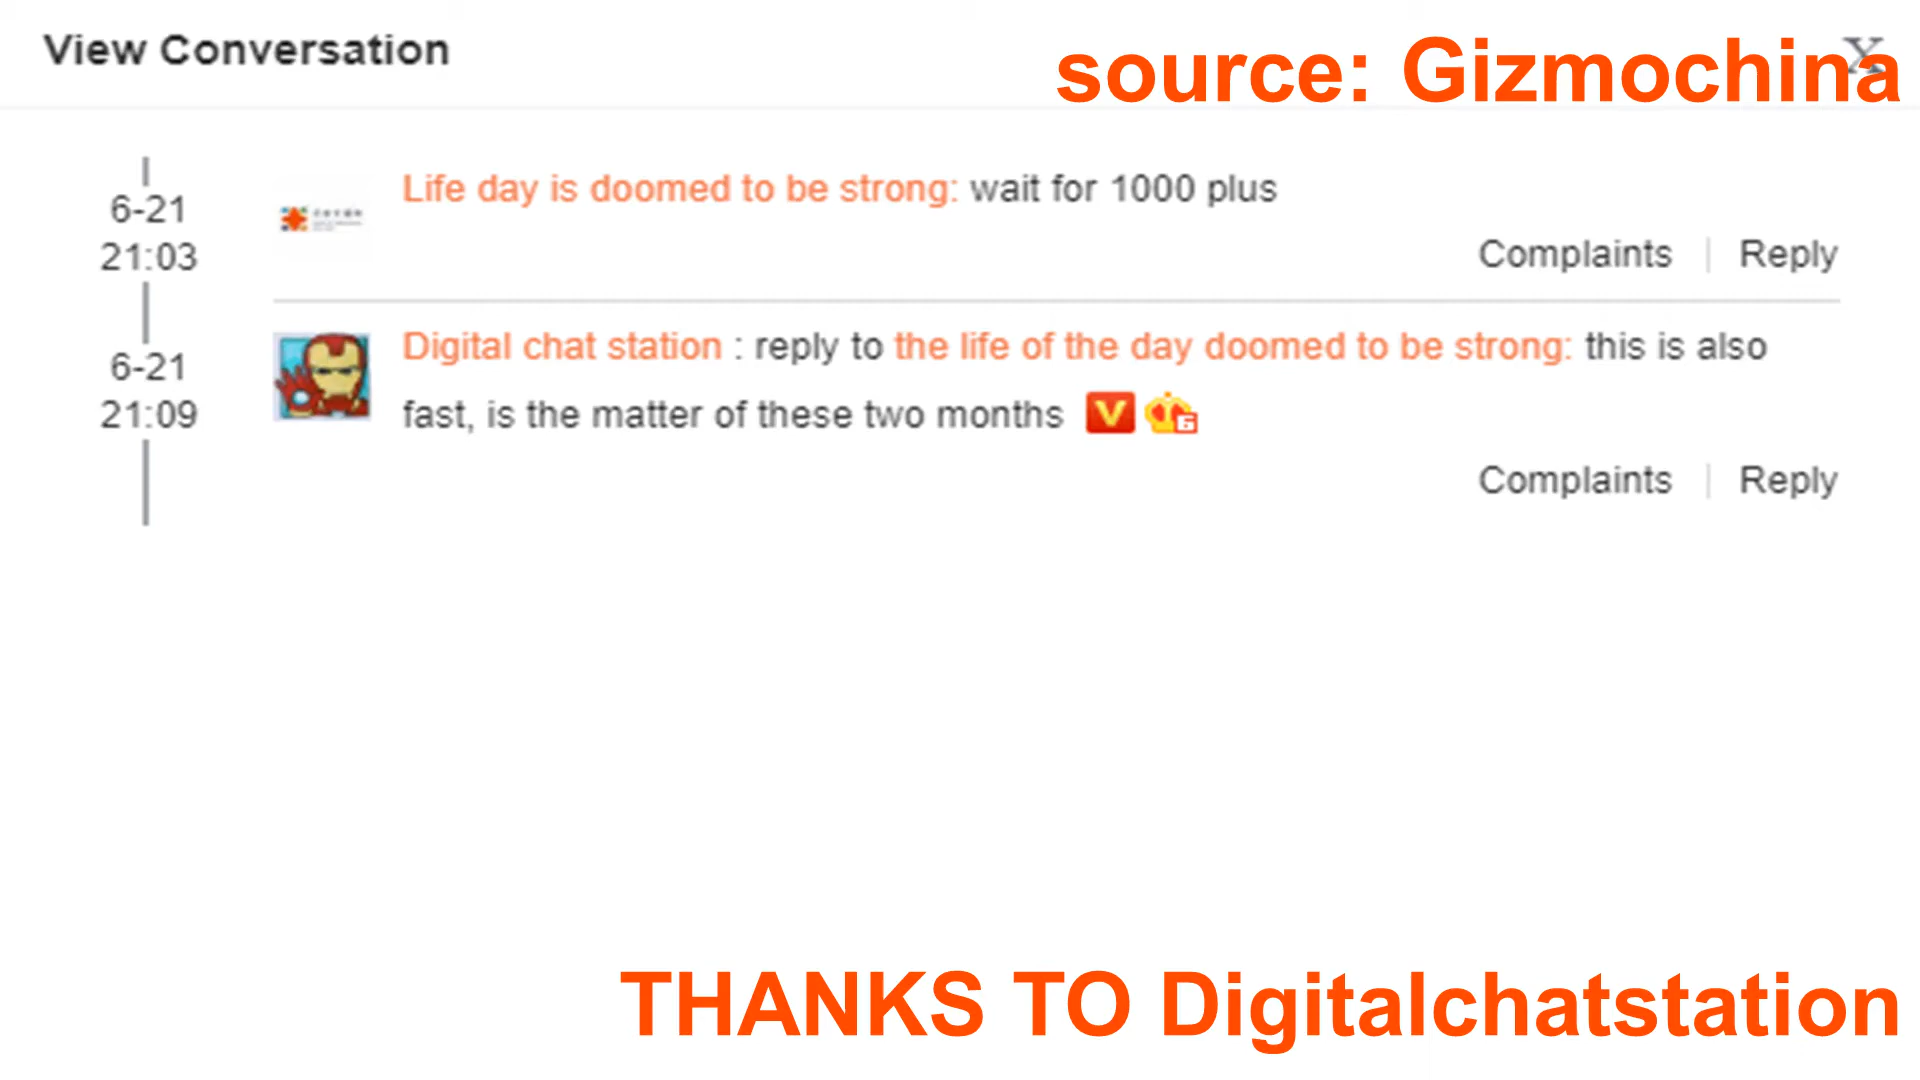 View Conversation
source: Gizmochina
X
6-21
21:03
Life day is doomed to be strong: wait for 1000 plus
Complaints | Reply
6-21
21:09
Digital chat station : reply to the life of the day doomed to be strong: this is also
fast, is the matter of these two months V 6
Complaints | Reply
THANKS TO Digitalchatstation